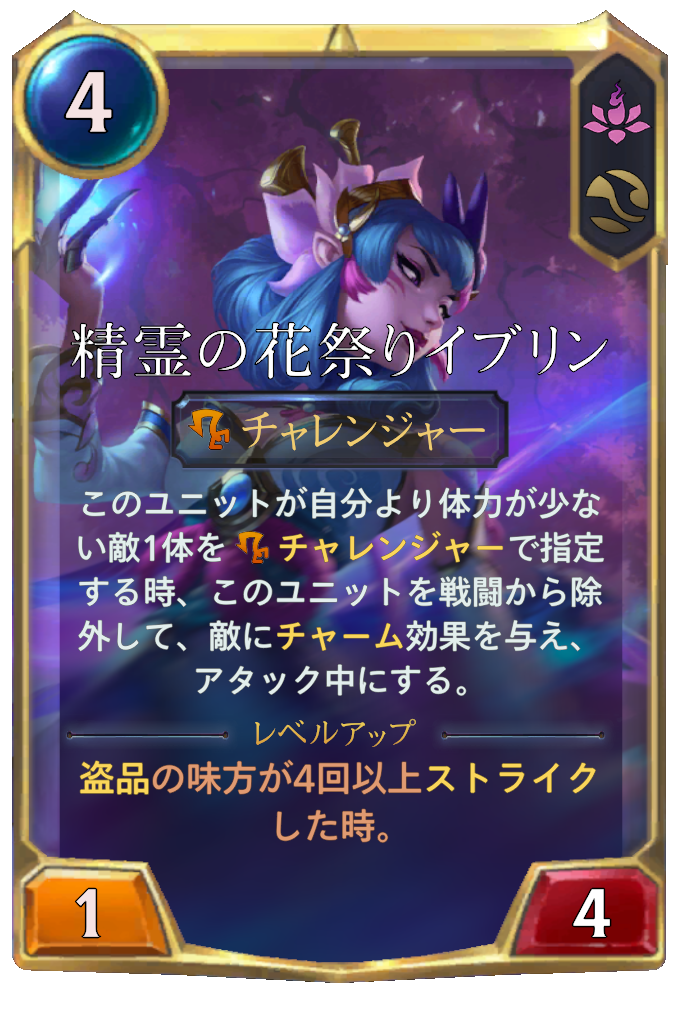 4
精霊の花祭りイブリン
チャレンジャー
このユニットが自分より体力が少な
い敵1体を チャレンジャーで指定
する時、このユニットを戦闘から除
外して、敵にチャーム効果を与え、
アタック中にする。
レベルアップ
盗品の味方が4回以上ストライク
した時。
1
4